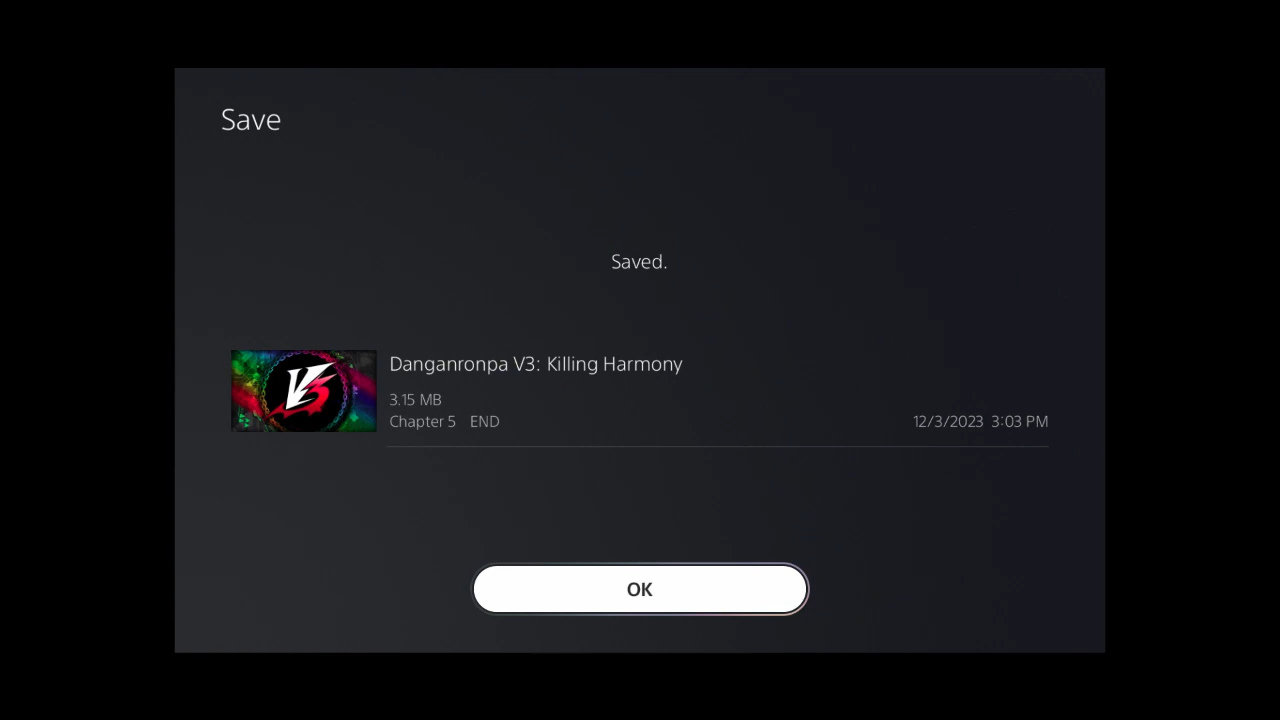 Save
Saved.
V3
Danganronpa V3: Killing Harmony
3.15 MB
Chapter 5 END
12/3/2023 3:03 PM
OK